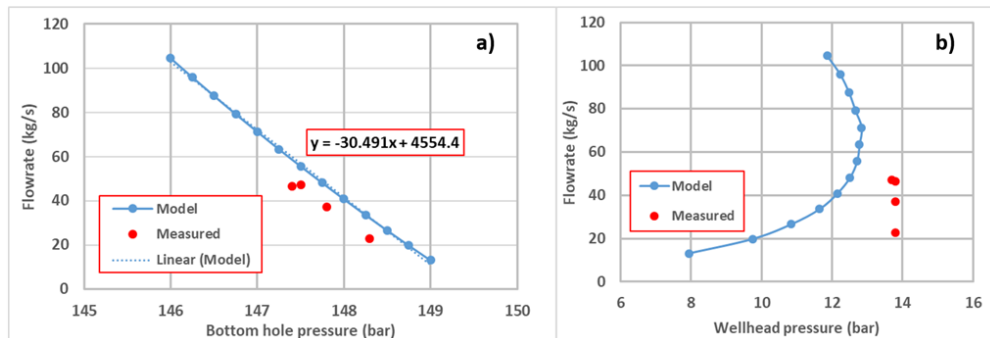 a)
120
100
80
60
40
20
0
Flowrate (kg/s)
y = -30.491x + 4554.4
Model
Measured
Linear (Model)
145 146 147 148 149 150
Bottom hole pressure (bar)
b)
120
100
80
60
40
20
0
Flowrate (kg/s)
Model
Measured
6 8 10 12 14 16
Wellhead pressure (bar)